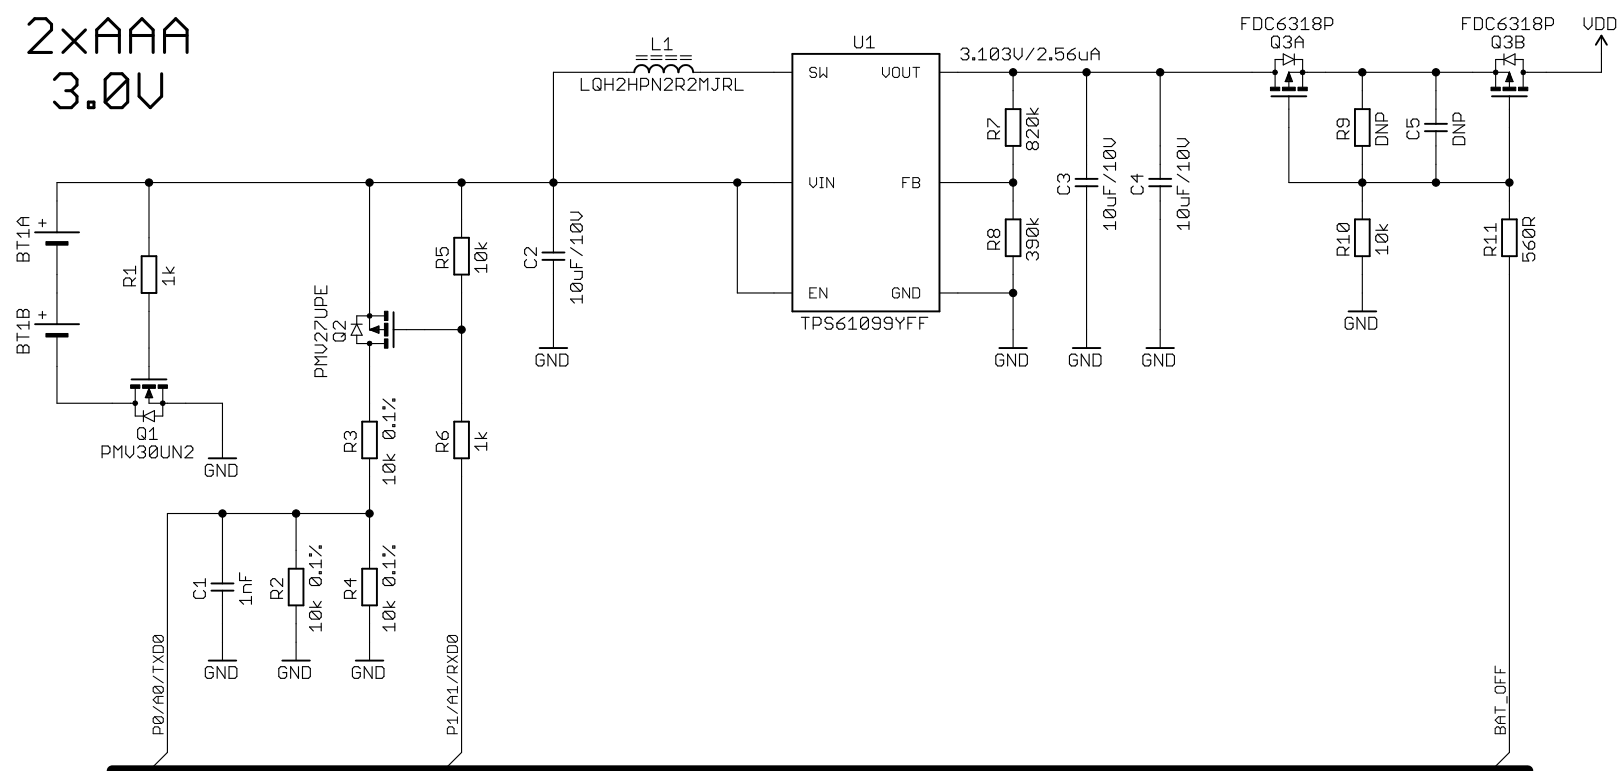 2xAAA
3.0V
FDC6318P
Q3A
FDC6318P
Q3B
VDD
L1
LQH2HPN2R2MJRL
U1
SW
VOUT
VIN
FB
EN
GND
TPS61099YFF
3.103V/2.56uA
R7
820k
R8
390k
GND
C3
10uF/10V
GND
C4
10uF/10V
GND
R9
DNP
C5
DNP
R10
10k
GND
R11
560R
BAT_OFF
BT1A
+
BT1B
+
R1
1k
Q1
PMV30UN2
GND
PMV27UPE
Q2
R5
10k
C2
10uF/10V
GND
R3
10k 0.1%
R6
1k
C1
1nF
GND
R2
10k 0.1%
GND
R4
10k 0.1%
GND
P0/A0/TXD0
P1/A1/RXD0